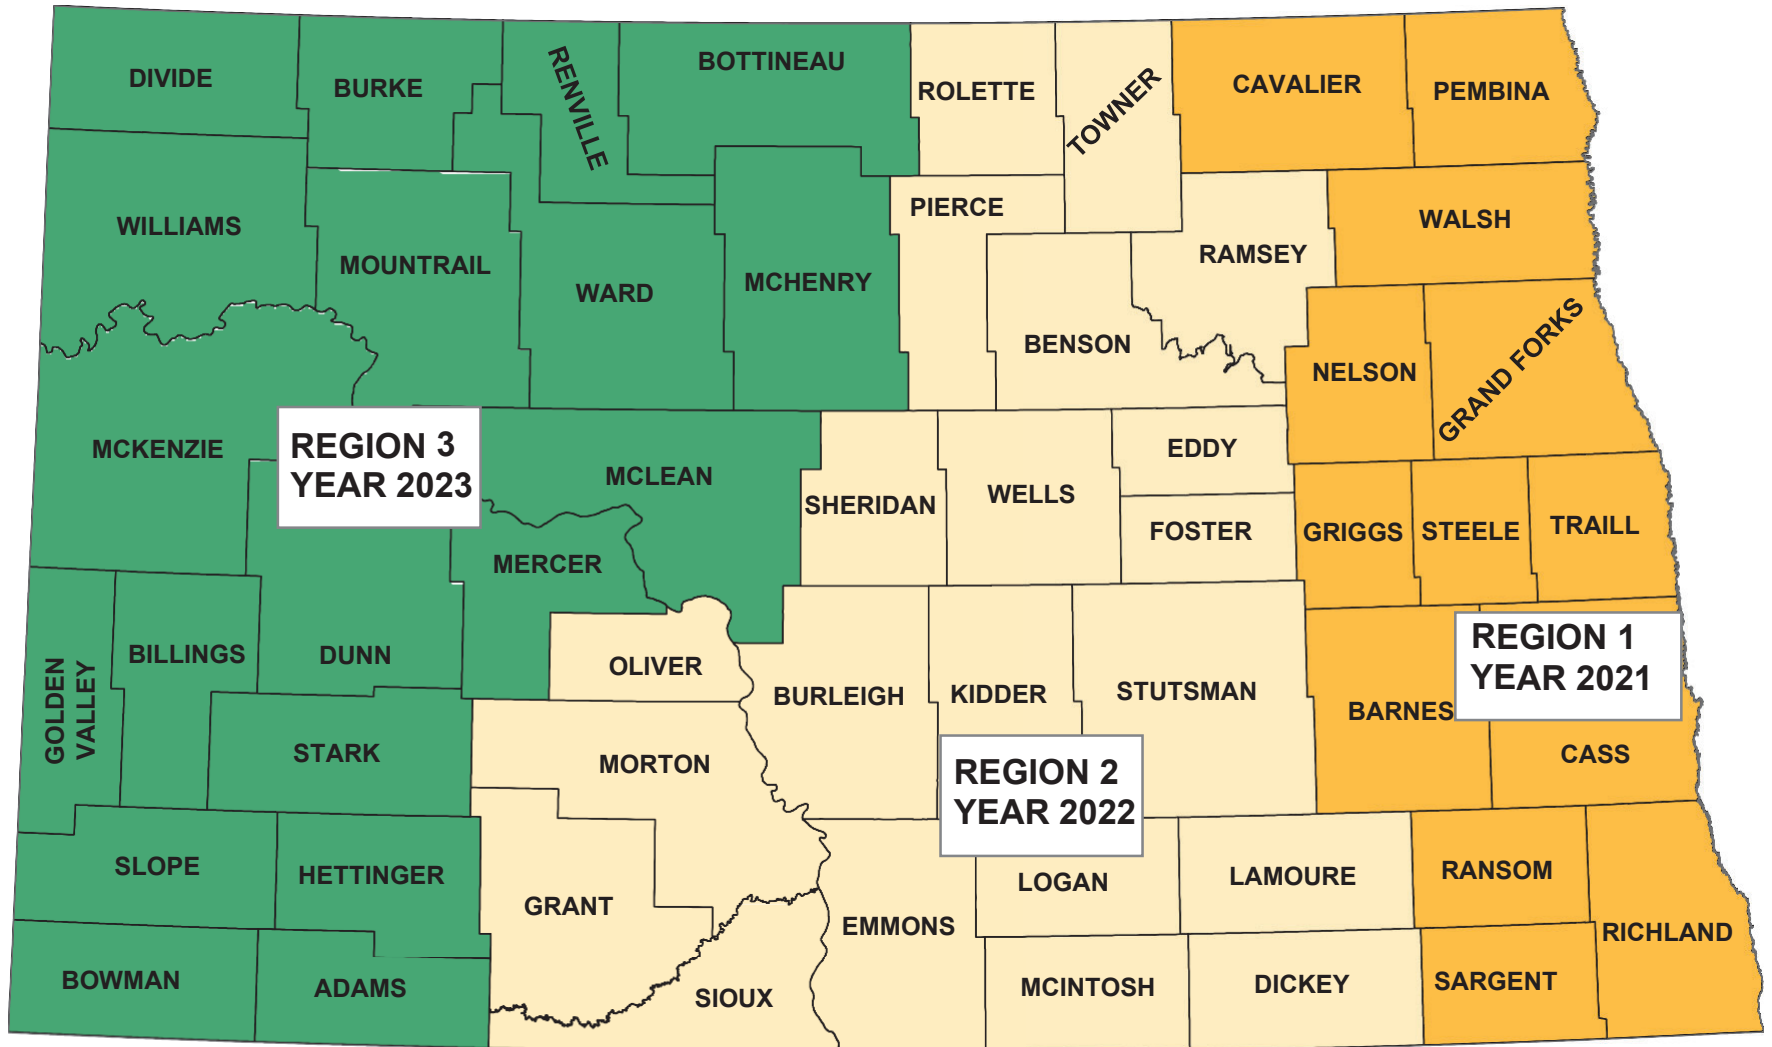 DIVIDE
BURKE
RENVILLE
BOTTINEAU
ROLETTE
TOWNER
CAVALIER
PEMBINA
WILLIAMS
MOUNTRAIL
WARD
MCHENRY
PIERCE
BENSON
RAMSEY
WALSH
NELSON
GRAND FORKS
MCKENZIE
REGION 3
YEAR 2023
MCLEAN
SHERIDAN
WELLS
EDDY
FOSTER
GRIGGS
STEELE
TRAILL
MERCER
GOLDEN
VALLEY
BILLINGS
DUNN
OLIVER
BURLEIGH
KIDDER
STUTSMAN
BARNES
REGION 1
YEAR 2021
CASS
STARK
MORTON
REGION 2
YEAR 2022
SLOPE
HETTINGER
GRANT
EMMONS
LOGAN
LAMOURE
RANSOM
RICHLAND
BOWMAN
ADAMS
SIOUX
MCINTOSH
DICKEY
SARGENT